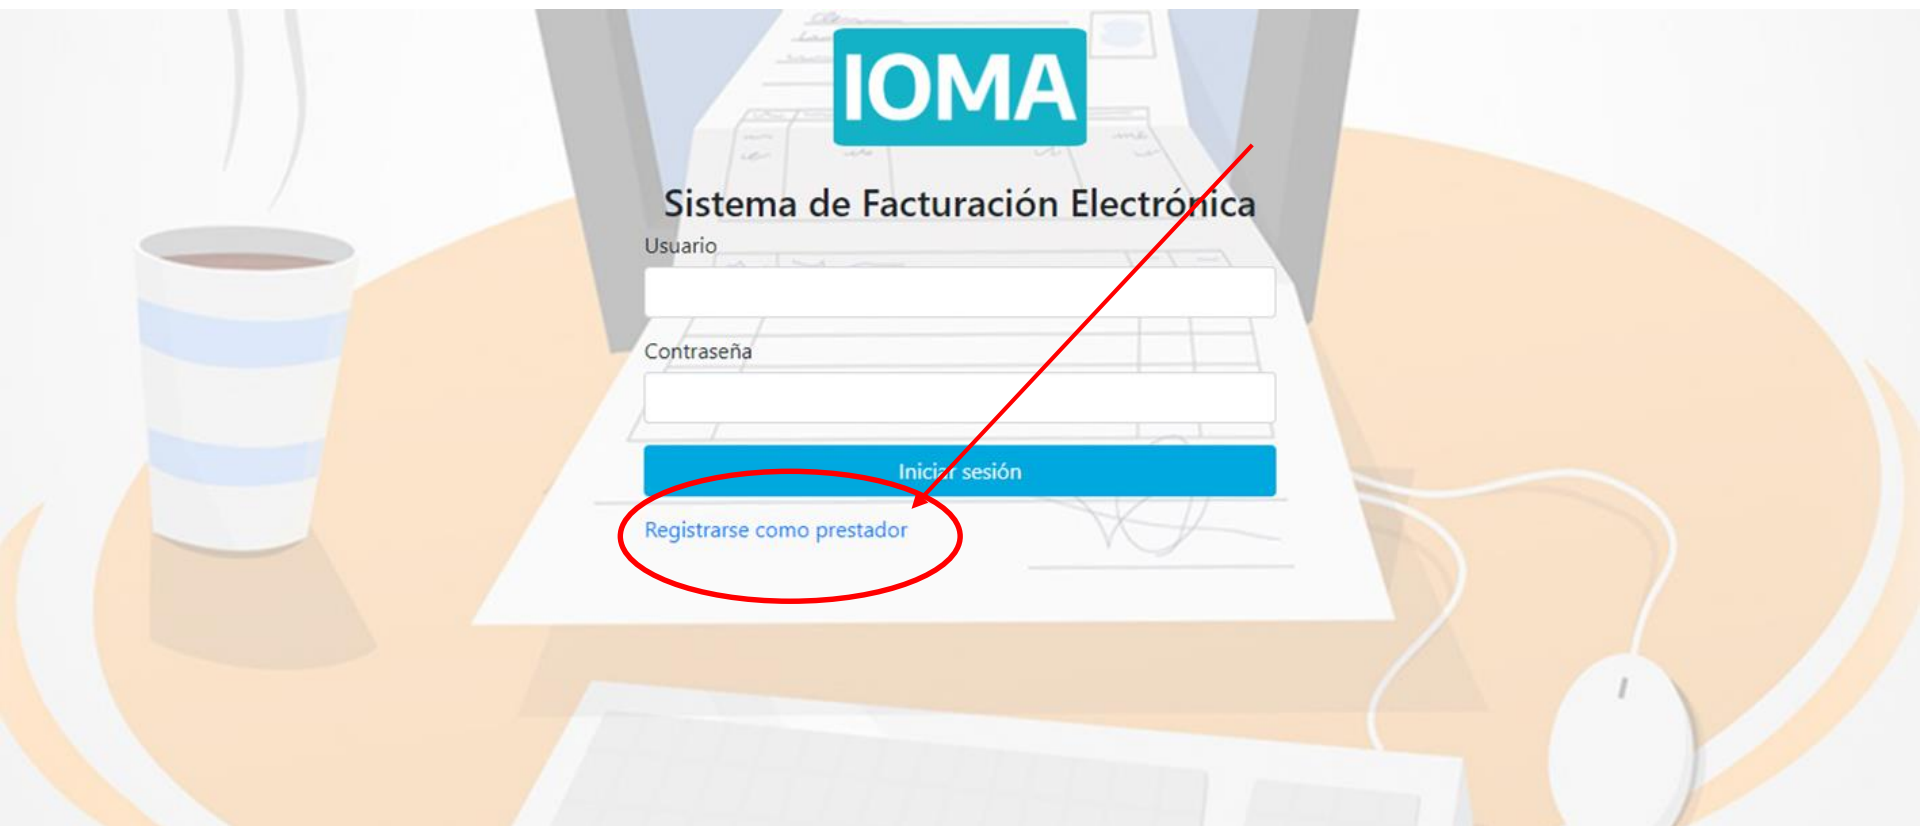 IOMA
Sistema de Facturación Electrónica
Usuario
Contraseña
Iniciar sesión
Registrarse como prestador